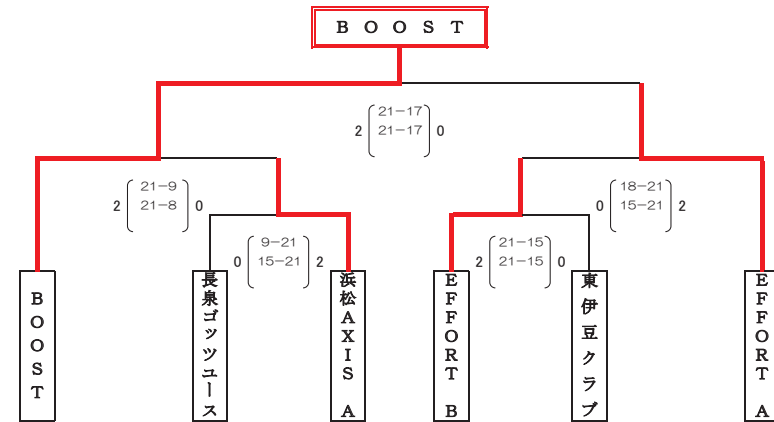 BOOST
21-17
2 21-17 0
21-9
2 21-8 0
18-21
0 15-21 2
9-21
0 15-21 2
21-15
2 21-15 0
BOOST
長泉ゴッツユース
浜松AXIS A
EFFORT B
東伊豆クラブ
EFFORT A